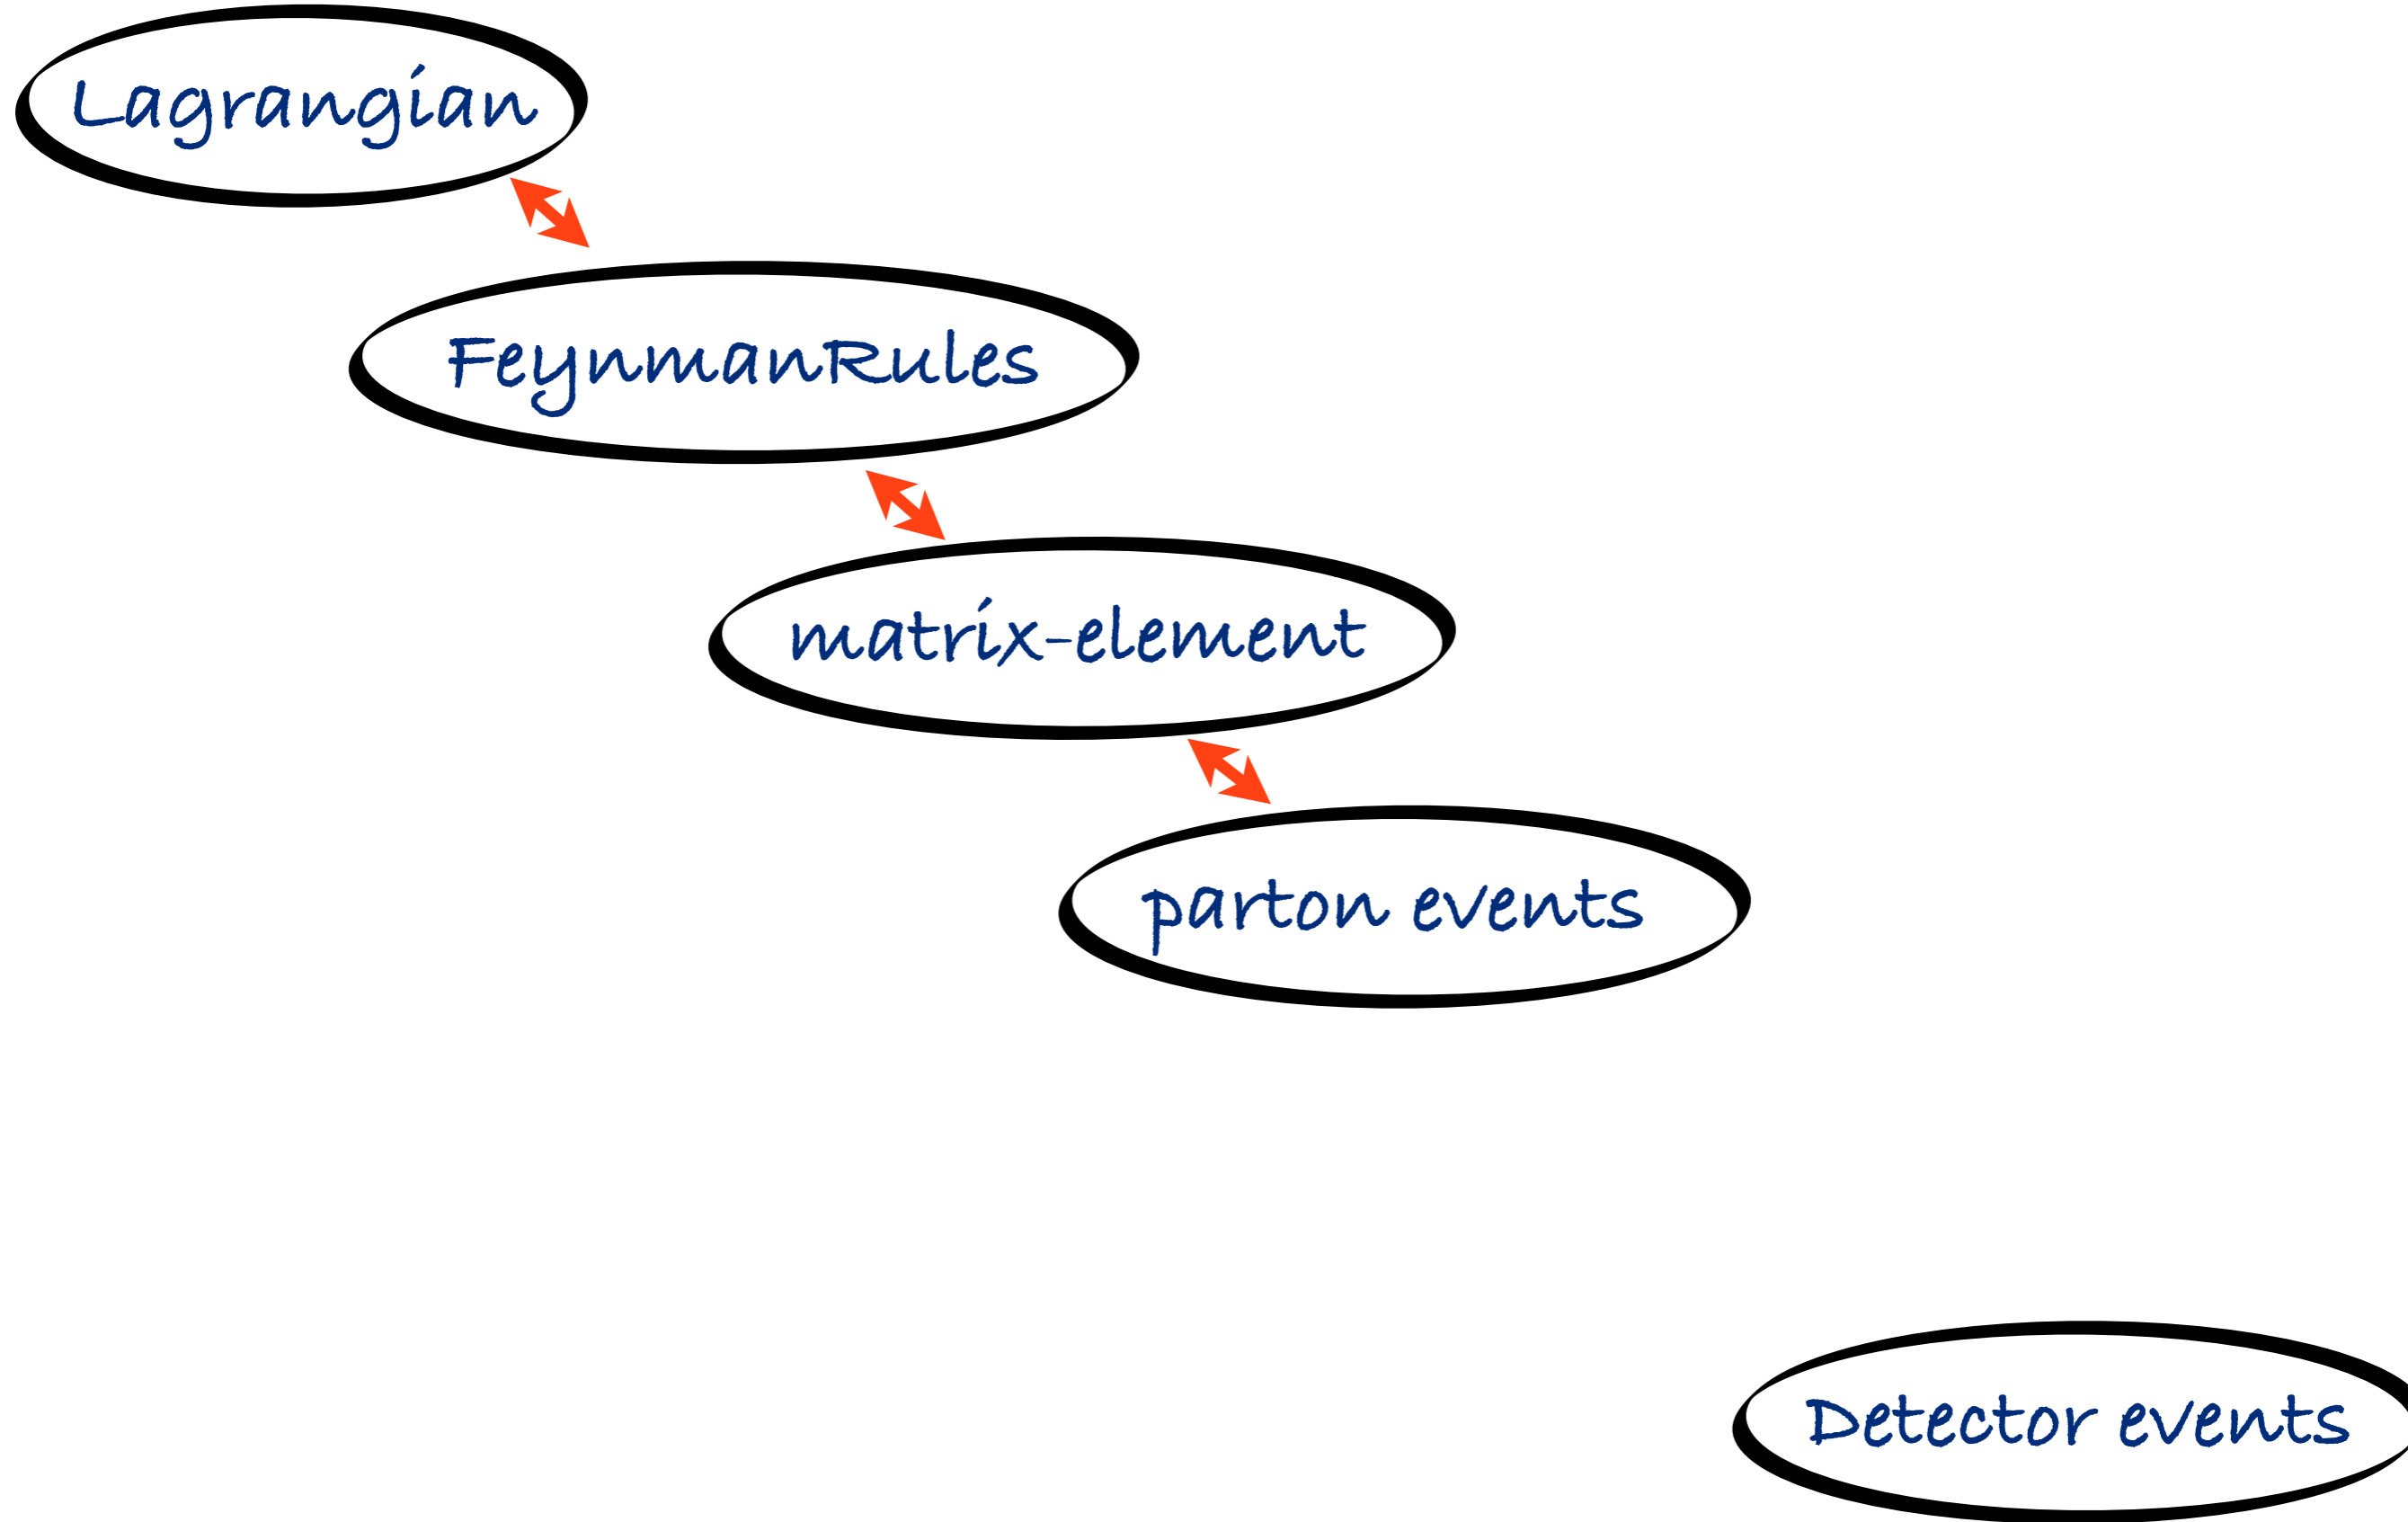 Lagrangian
FeynmanRules
matrix-element
parton events
Detector events